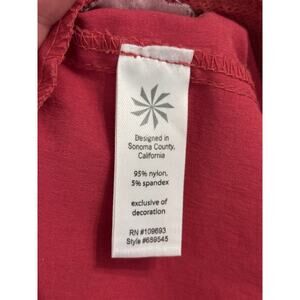 Designed in
Sonoma County,
California
95% nylon,
5% spandex
exclusive of
decoration
RN #109693
Style #689545